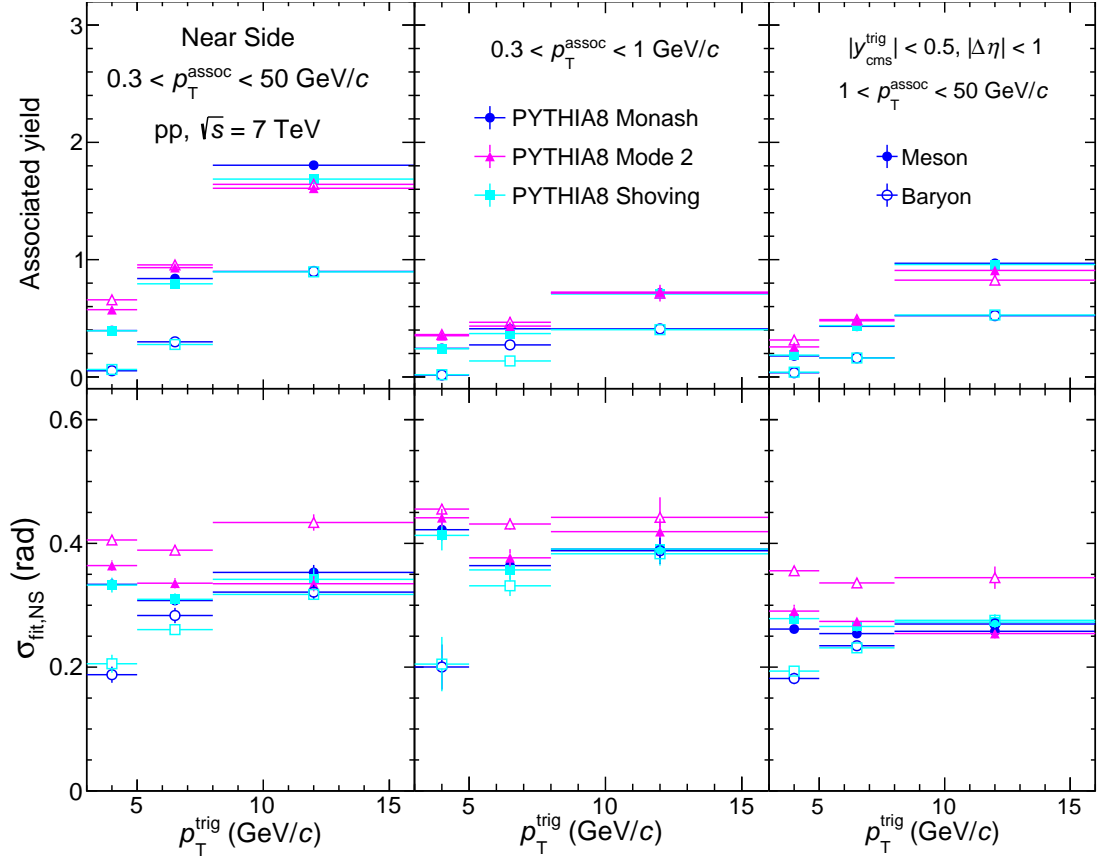 Near Side
0.3 < p_T^assoc < 50 GeV/c
pp, √s = 7 TeV
0.3 < p_T^assoc < 1 GeV/c
PYTHIA8 Monash
PYTHIA8 Mode 2
PYTHIA8 Shoving
|y_cms^trig| < 0.5, |Δη| < 1
1 < p_T^assoc < 50 GeV/c
Meson
Baryon
Associated yield
3
2
1
0
σ_fit,NS (rad)
0.6
0.4
0.2
0
5 10 15
5 10 15
5 10 15
p_T^trig (GeV/c)
p_T^trig (GeV/c)
p_T^trig (GeV/c)